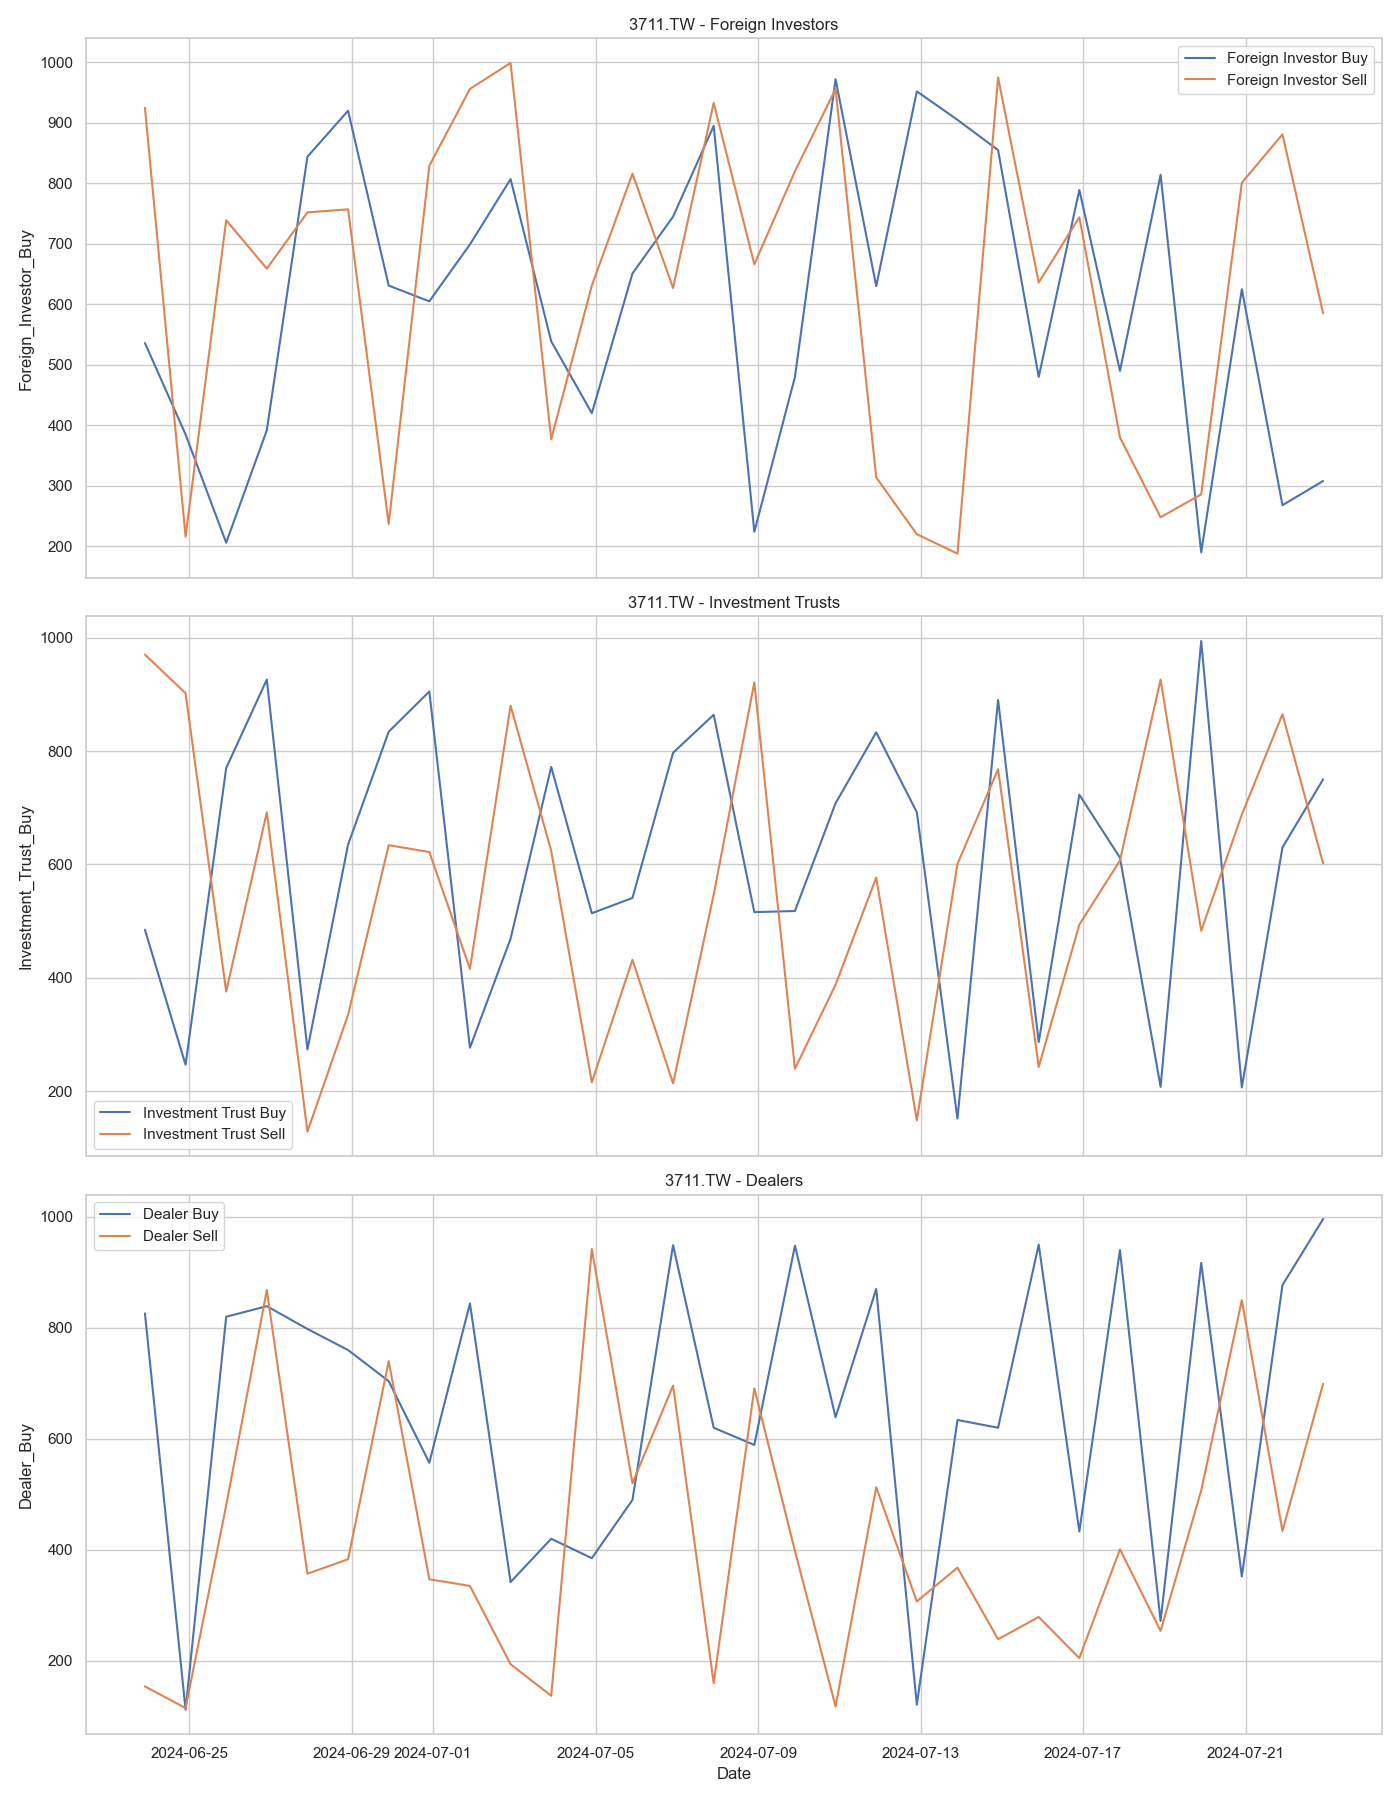 3711.TW - Foreign Investors
Foreign_Investor_Buy
1000
900
800
700
600
500
400
300
200
Foreign Investor Buy
Foreign Investor Sell
3711.TW - Investment Trusts
Investment_Trust_Buy
1000
800
600
400
200
Investment Trust Buy
Investment Trust Sell
3711.TW - Dealers
Dealer_Buy
1000
800
600
400
200
Dealer Buy
Dealer Sell
2024-06-25 2024-06-29 2024-07-01 2024-07-05 2024-07-09 2024-07-13 2024-07-17 2024-07-21
Date